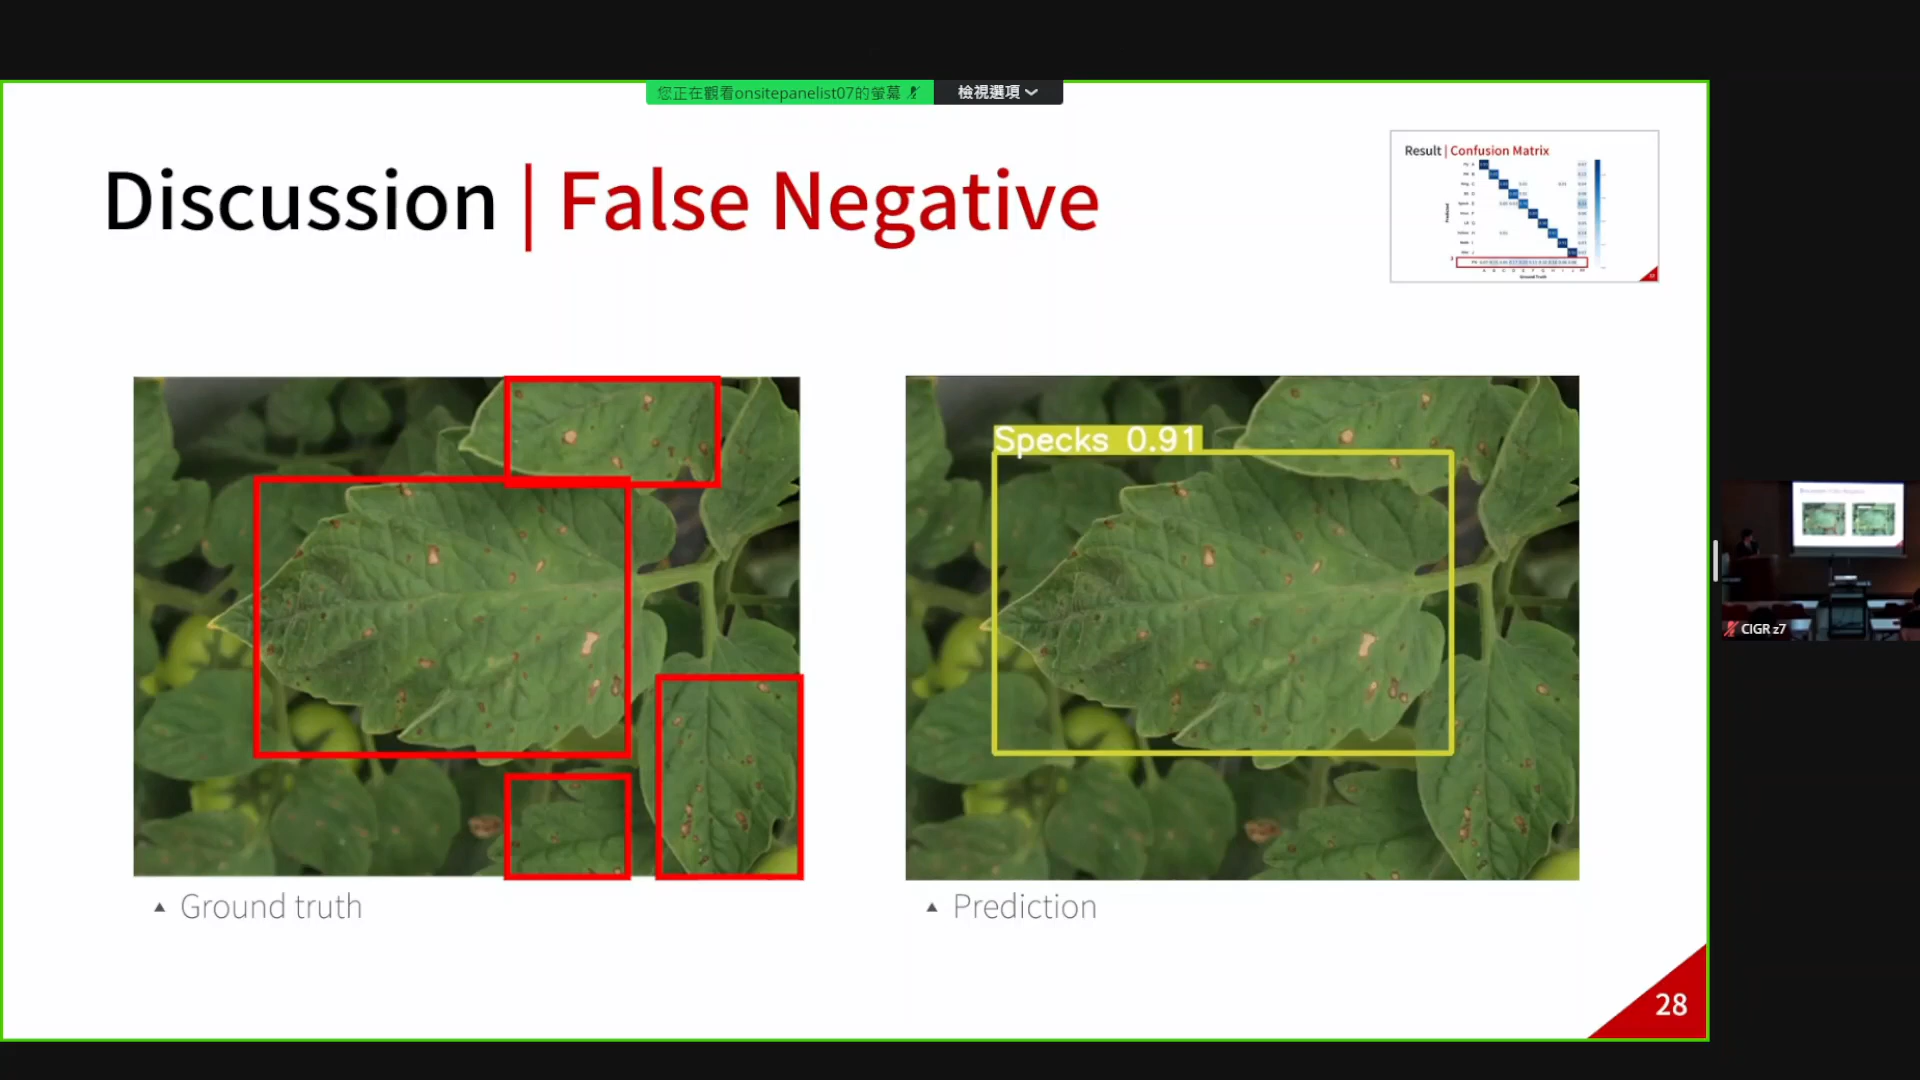 您正在觀看onsitepanelist07的螢幕
檢視選項
Discussion | False Negative
Result | Confusion Matrix
Specks 0.91
▲ Ground truth
▲ Prediction
28
CIGR z7